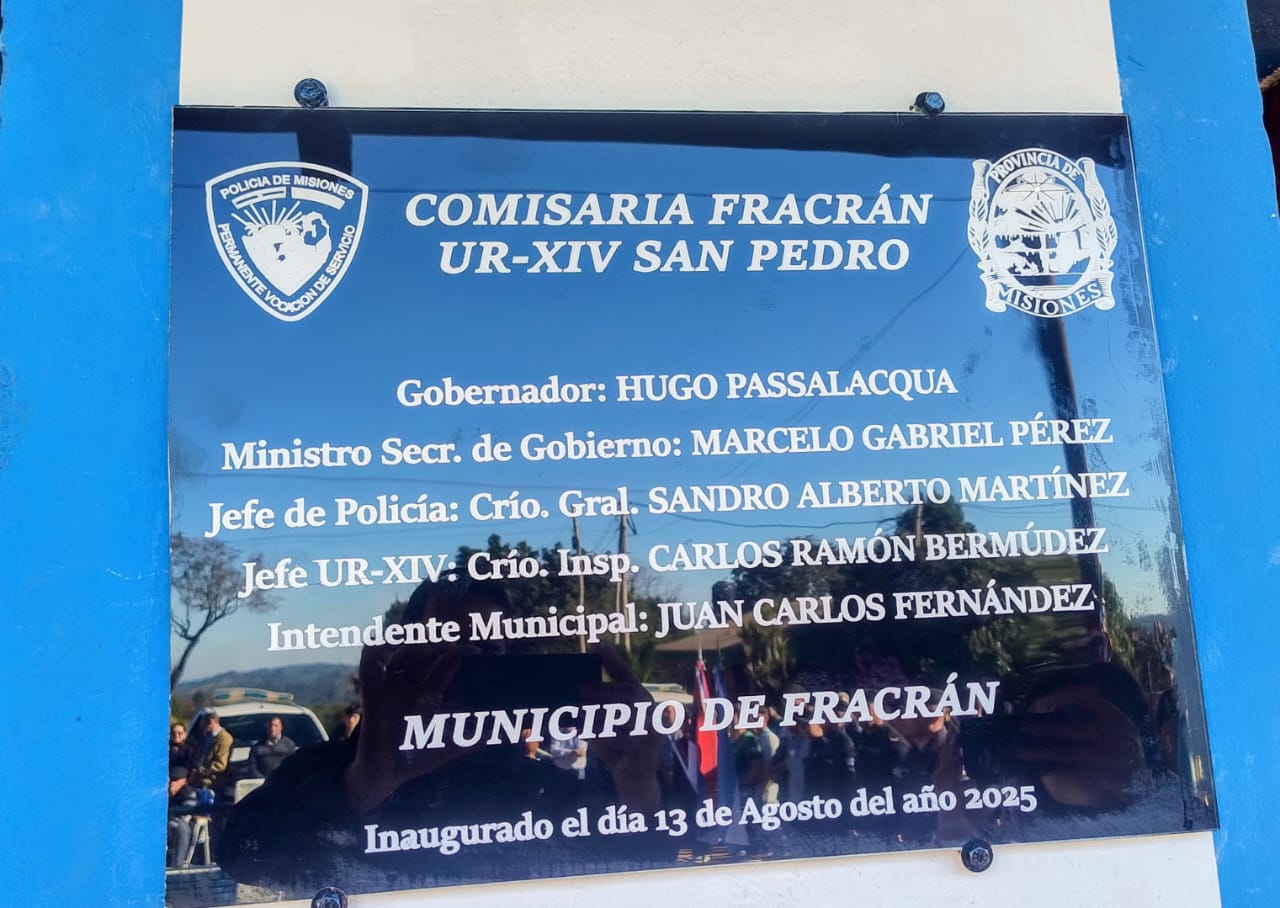 POLICIA DE MISIONES
PERMANENTE VOCACION DE SERVICIO
COMISARIA FRACRÁN
UR-XIV SAN PEDRO
PROVINCIA DE
MISIONES
Gobernador: HUGO PASSALACQUA
Ministro Secr. de Gobierno: MARCELO GABRIEL PÉREZ
Jefe de Policía: Crío. Gral. SANDRO ALBERTO MARTÍNEZ
Jefe UR-XIV: Crío. Insp. CARLOS RAMÓN BERMÚDEZ
Intendente Municipal: JUAN CARLOS FERNÁNDEZ
MUNICIPIO DE FRACRÁN
Inaugurado el día 13 de Agosto del año 2025